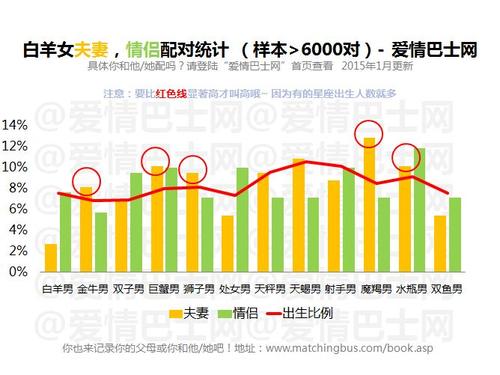 白羊女夫妻，情侣配对统计 （样本>6000对）- 爱情巴士网
具体你和他/她配吗？请登陆“爱情巴士网”首页查看 2015年1月更新
注意：要比红色线显著高才叫高哦~ 因为有的星座出生人数就多
@爱情巴士网
14%
12%
10%
8%
6%
4%
2%
0%
白羊男 金牛男 双子男 巨蟹男 狮子男 处女男 天秤男 天蝎男 射手男 魔羯男 水瓶男 双鱼男
夫妻 情侣 出生比例
你也来记录你的父母或你和他/她吧！地址：www.matchingbus.com/book.asp